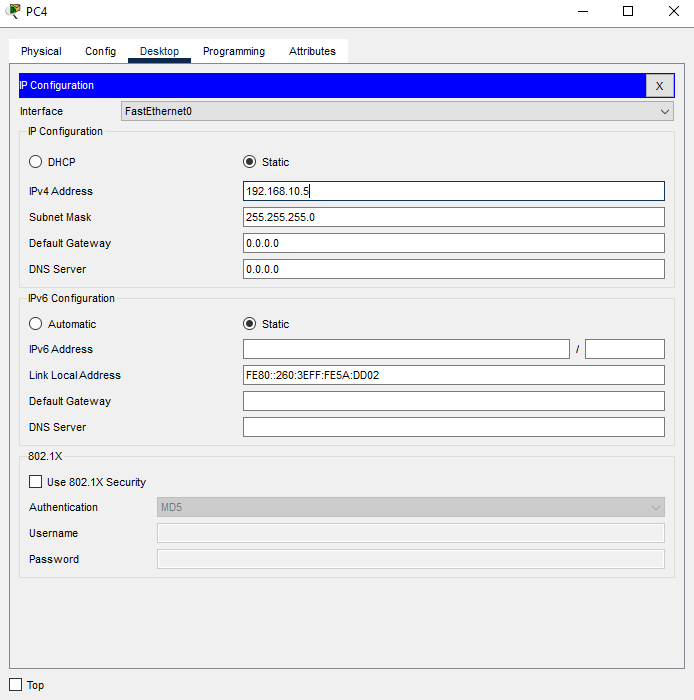 PC4
Physical Config Desktop Programming Attributes
IP Configuration X
Interface FastEthernet0
IP Configuration
DHCP Static
IPv4 Address 192.168.10.5
Subnet Mask 255.255.255.0
Default Gateway 0.0.0.0
DNS Server 0.0.0.0
IPv6 Configuration
Automatic Static
IPv6 Address /
Link Local Address FE80::260:3EFF:FE5A:DD02
Default Gateway
DNS Server
802.1X
Use 802.1X Security
Authentication MD5
Username
Password
Top